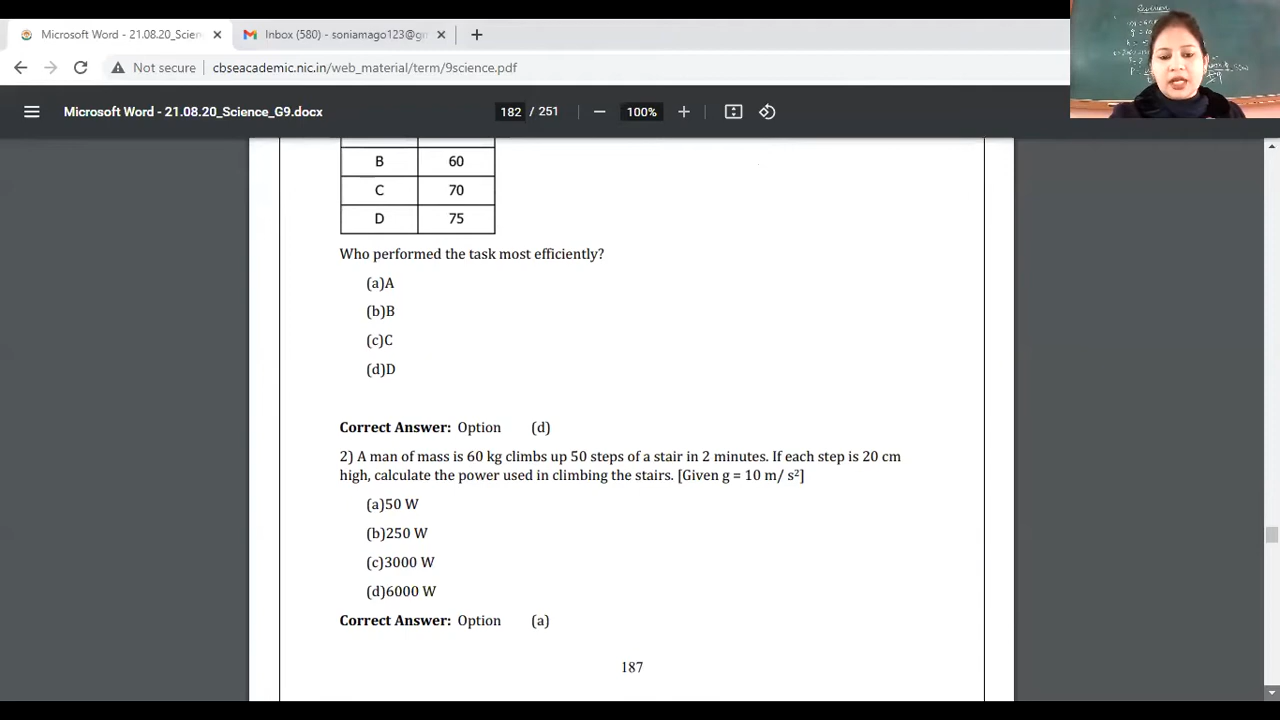 Microsoft Word - 21.08.20_Scien
Inbox (580) - soniamago123@g
Not secure
cbseacademic.nic.in/web_material/term/9science.pdf
Microsoft Word - 21.08.20_Science_G9.docx
182 / 251
100%
B 60
C 70
D 75
Who performed the task most efficiently?
(a)A
(b)B
(c)C
(d)D
Correct Answer: Option (d)
2) A man of mass is 60 kg climbs up 50 steps of a stair in 2 minutes. If each step is 20 cm
high, calculate the power used in climbing the stairs. [Given g = 10 m/ s²]
(a)50 W
(b)250 W
(c)3000 W
(d)6000 W
Correct Answer: Option (a)
187